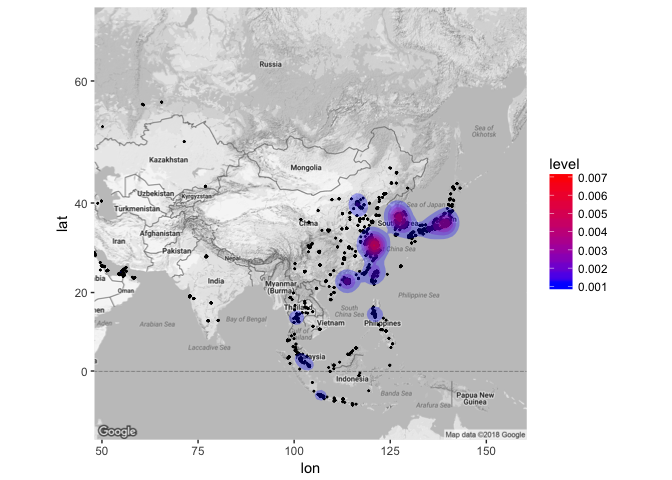 Russia
60
Sea of
Okhotsk
Kazakhstan
Mongolia
level
0.007
0.006
0.005
0.004
0.003
0.002
0.001
Uzbekistan
Kyrgyzstan
Turkmenistan
40
Sea of Japan
China
South Korea
lat
Afghanistan
Iran
Pakistan
China Sea
Nepal
India
Myanmar
(Burma)
Oman
20
Philippine Sea
Thailand
South
China Sea
Arabian Sea
Bay of Bengal
Vietnam
Philippines
Laccadive Sea
0
Indonesia
Banda Sea
Papua New
Guinea
Arafura Sea
Google
Map data ©2018 Google
50
75
100
125
150
lon